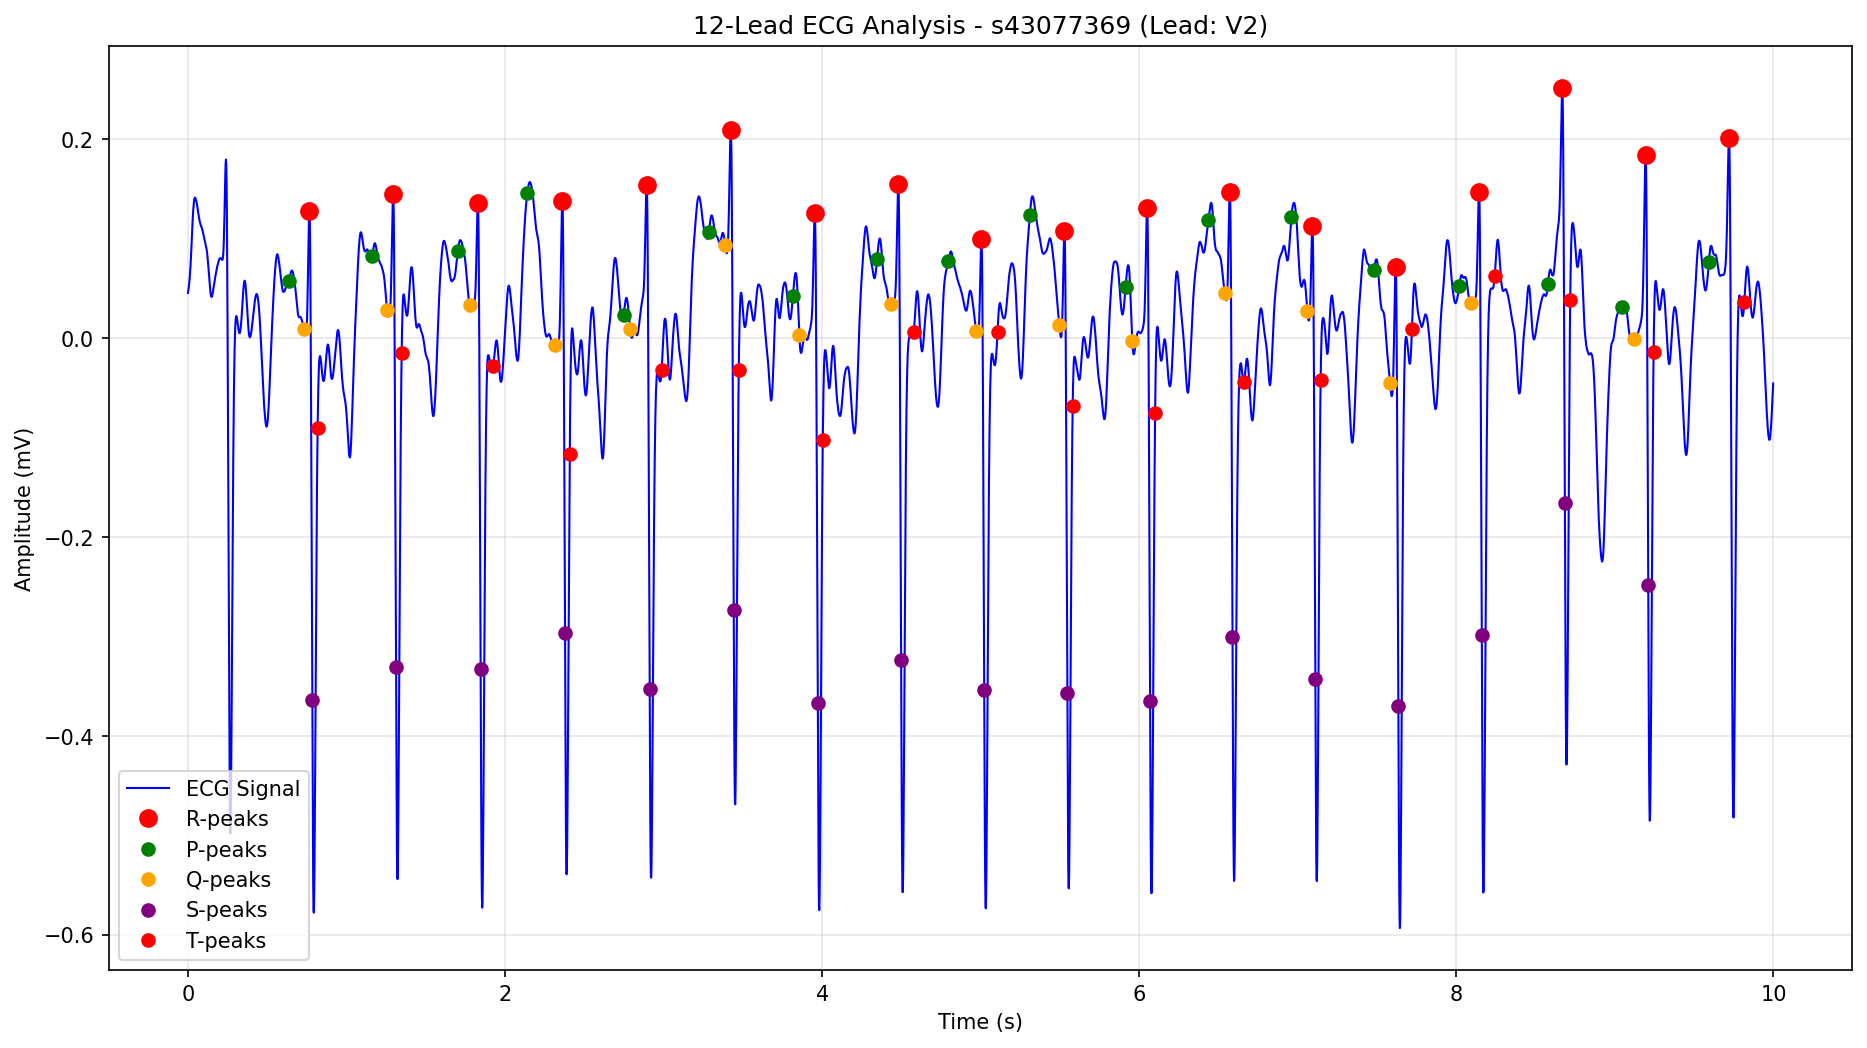 12-Lead ECG Analysis - s43077369 (Lead: V2)
Amplitude (mV)
0.2
0.0
−0.2
−0.4
−0.6
ECG Signal
R-peaks
P-peaks
Q-peaks
S-peaks
T-peaks
0 2 4 6 8 10
Time (s)